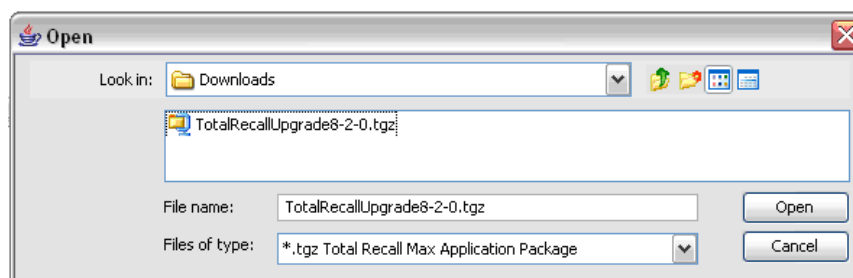 Open
Look in: Downloads
TotalRecallUpgrade8-2-0.tgz
File name: TotalRecallUpgrade8-2-0.tgz Open
Files of type: *.tgz Total Recall Max Application Package Cancel